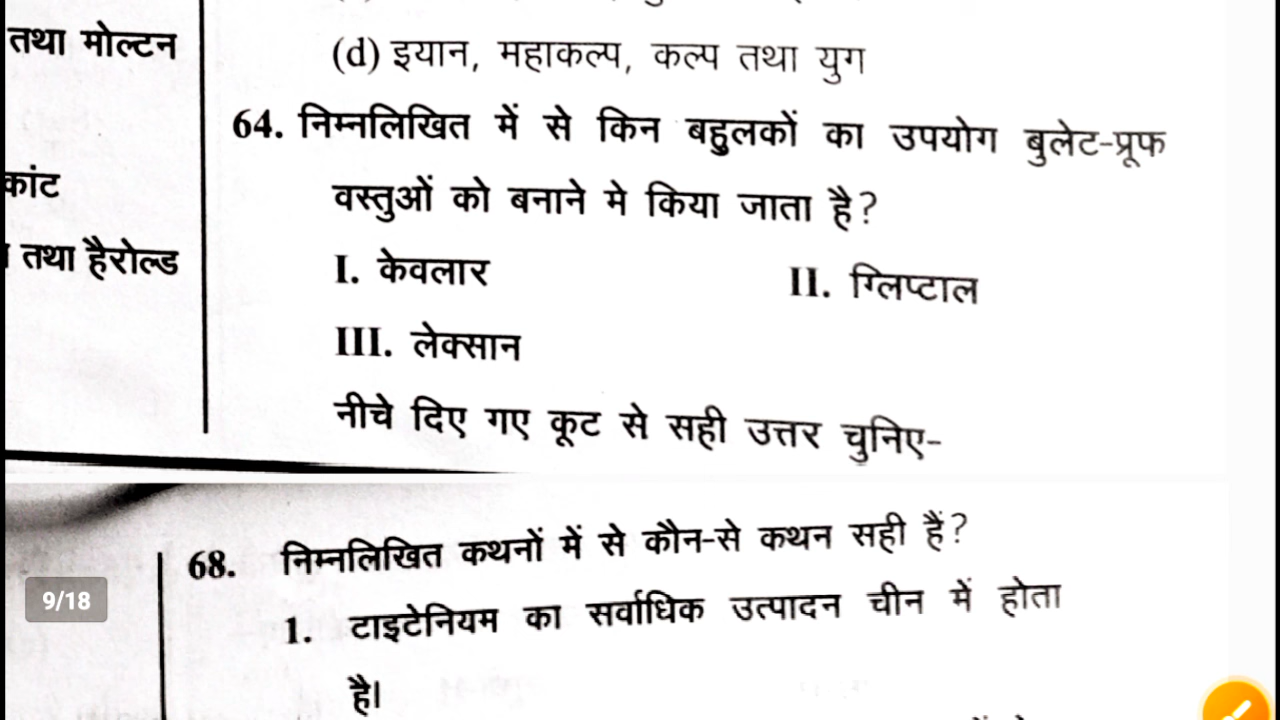 तथा मोल्टन
कांट
तथा हैरोल्ड
(d) इयान, महाकल्प, कल्प तथा युग
64. निम्नलिखित में से किन बहुलकों का उपयोग बुलेट-प्रूफ
वस्तुओं को बनाने मे किया जाता है?
I. केवलार II. ग्लिप्टाल
III. लेक्सान
नीचे दिए गए कूट से सही उत्तर चुनिए-
68. निम्नलिखित कथनों में से कौन-से कथन सही हैं?
9/18
1. टाइटेनियम का सर्वाधिक उत्पादन चीन में होता
है।